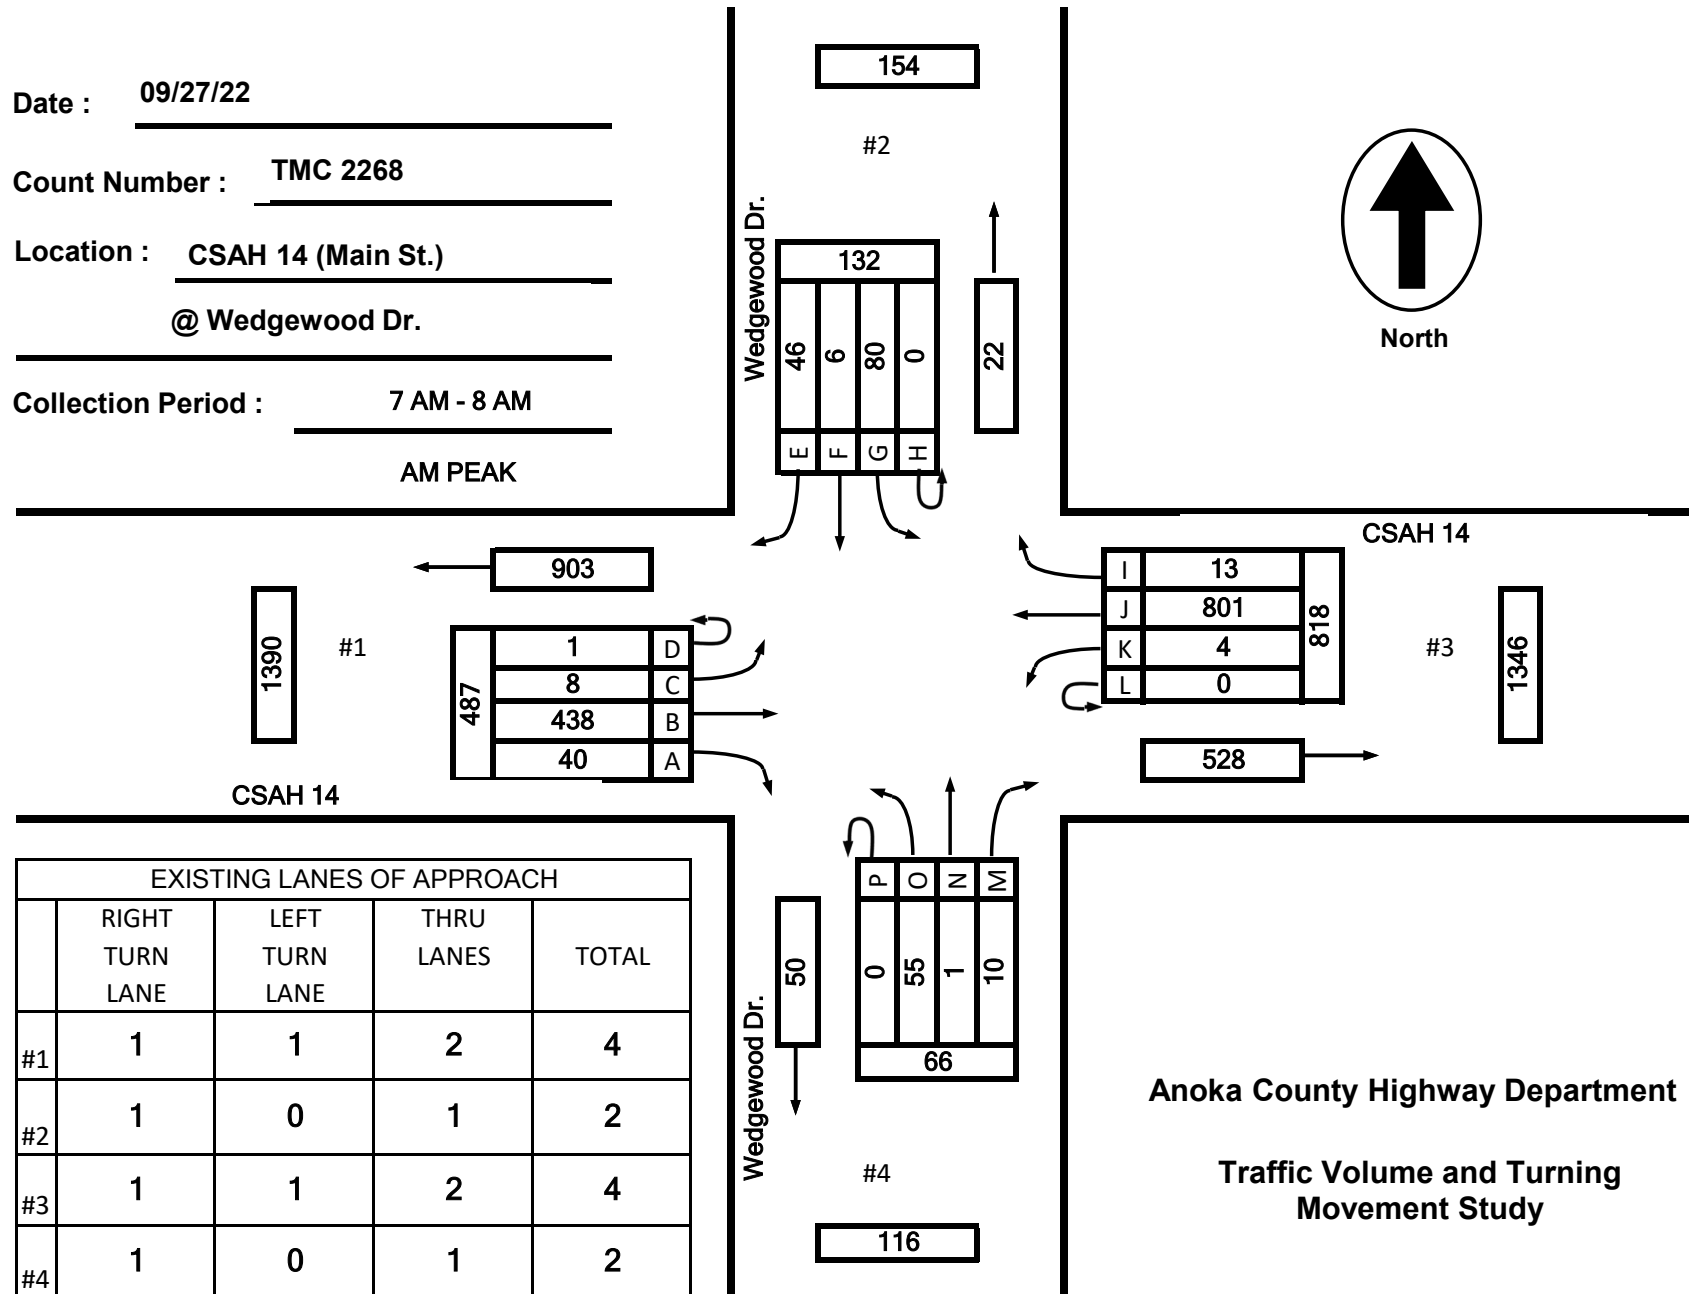 Date : 09/27/22
Count Number : TMC 2268
Location : CSAH 14 (Main St.)
@ Wedgewood Dr.
Collection Period : 7 AM - 8 AM
AM PEAK
154
#2
Wedgewood Dr.
132
46 6 80 0
E F G H
22
North
CSAH 14
903
1390
#1
487
1 D
8 C
438 B
40 A
CSAH 14
I 13
J 801
K 4
L 0
818
#3
1346
528
P O N M
0 55 1 10
66
50
Wedgewood Dr.
#4
116
EXISTING LANES OF APPROACH
RIGHT TURN LANE
LEFT TURN LANE
THRU LANES
TOTAL
#1 1 1 2 4
#2 1 0 1 2
#3 1 1 2 4
#4 1 0 1 2
Anoka County Highway Department
Traffic Volume and Turning
Movement Study